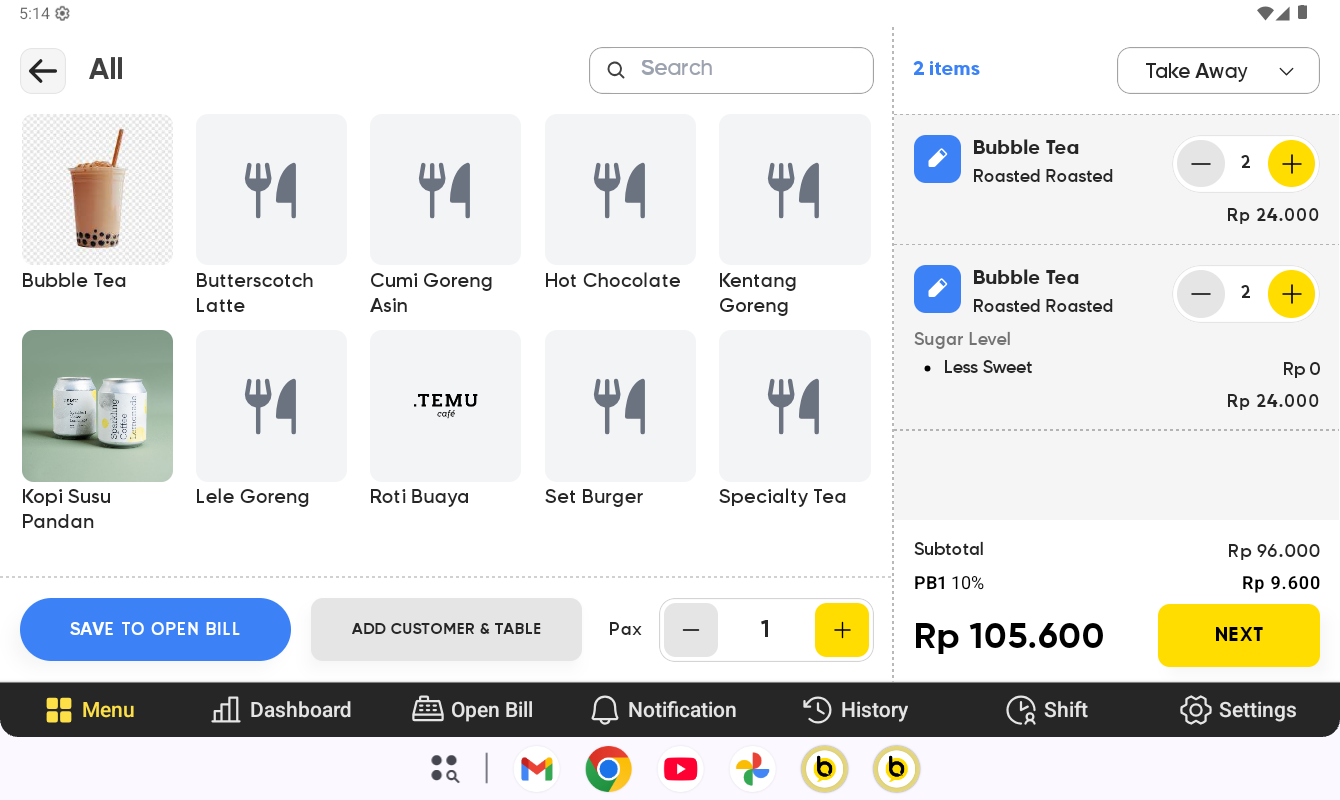 5:14
All
Search
2 items
Take Away
Bubble Tea
Butterscotch
Latte
Cumi Goreng
Asin
Hot Chocolate
Kentang
Goreng
.TEMU
café
Sparkling
Coffee
Lemonade
Kopi Susu
Pandan
Lele Goreng
Roti Buaya
Set Burger
Specialty Tea
SAVE TO OPEN BILL
ADD CUSTOMER & TABLE
Pax
1
Bubble Tea
Roasted Roasted
2
Rp 24.000
Bubble Tea
Roasted Roasted
2
Sugar Level
• Less Sweet
Rp 0
Rp 24.000
Subtotal
Rp 96.000
PB1 10%
Rp 9.600
Rp 105.600
NEXT
Menu
Dashboard
Open Bill
Notification
History
Shift
Settings